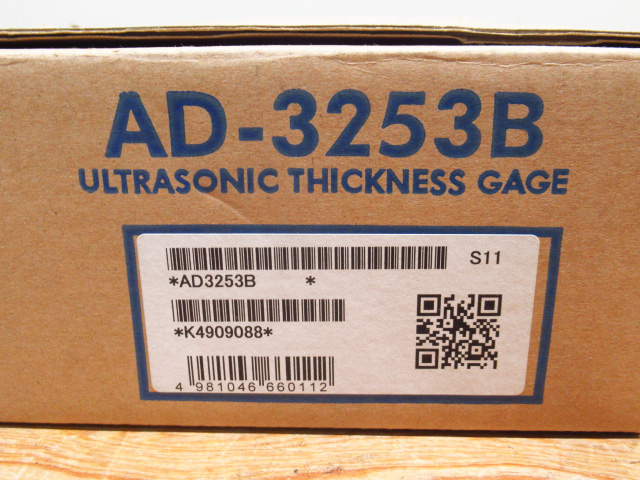 AD-3253B
ULTRASONIC THICKNESS GAGE
S11
*AD3253B *
*K4909088*
4 981046 660112